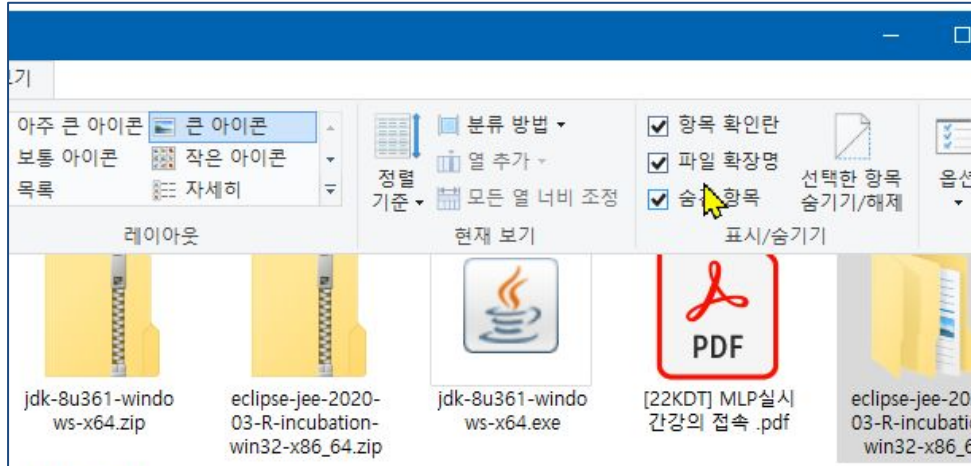 보기
아주 큰 아이콘
큰 아이콘
보통 아이콘
작은 아이콘
목록
자세히
레이아웃
정렬
기준
분류 방법
열 추가
모든 열 너비 조정
현재 보기
항목 확인란
파일 확장명
항목
선택한 항목
숨기기/해제
표시/숨기기
옵션
jdk-8u361-windo
ws-x64.zip
eclipse-jee-2020-
03-R-incubation-
win32-x86_64.zip
jdk-8u361-windo
ws-x64.exe
PDF
[22KDT] MLP실시
간강의 접속 .pdf
eclipse-jee-20
03-R-incubati
win32-x86_6